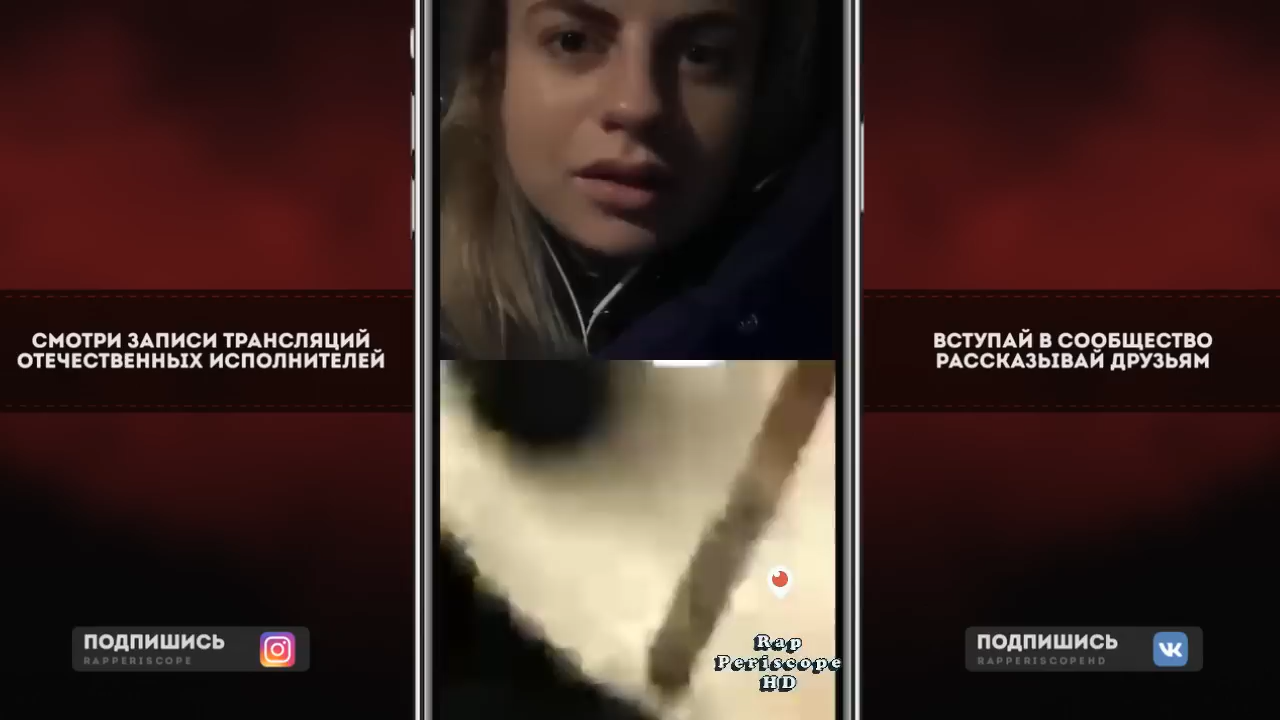 СМОТРИ ЗАПИСИ ТРАНСЛЯЦИЙ
ОТЕЧЕСТВЕННЫХ ИСПОЛНИТЕЛЕЙ
ВСТУПАЙ В СООБЩЕСТВО
РАССКАЗЫВАЙ ДРУЗЬЯМ
ПОДПИШИСЬ
RAPPERISCOPE
Rap
Periscope
HD
ПОДПИШИСЬ
RAPPERISCOPEHD